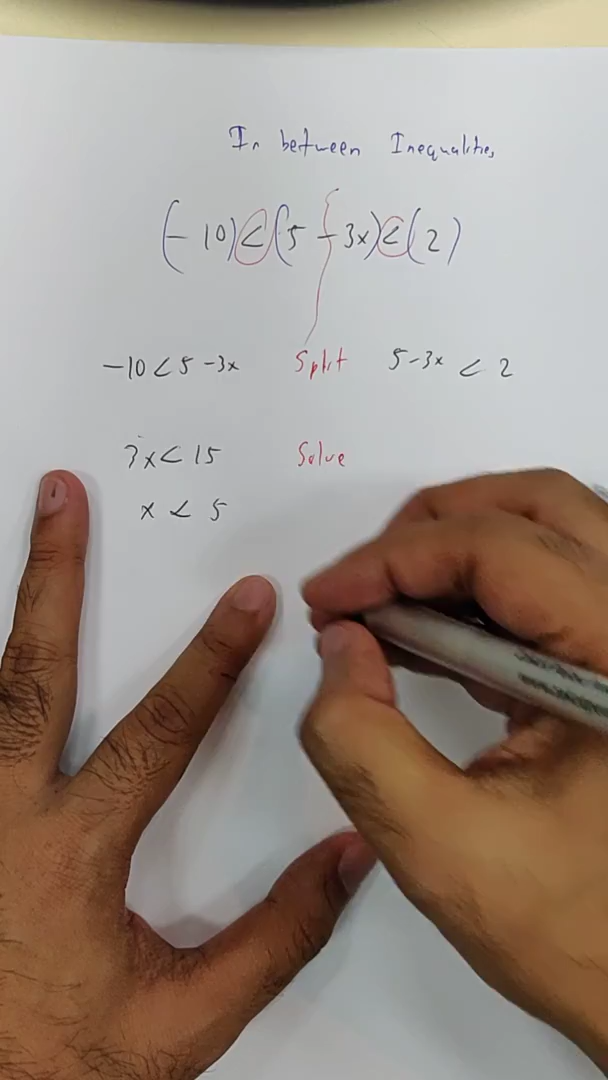 In between Inequalities
(-10)<(5-3x)<(2)
-10<5-3x Split 5-3x < 2
3x<15 Solve
x < 5